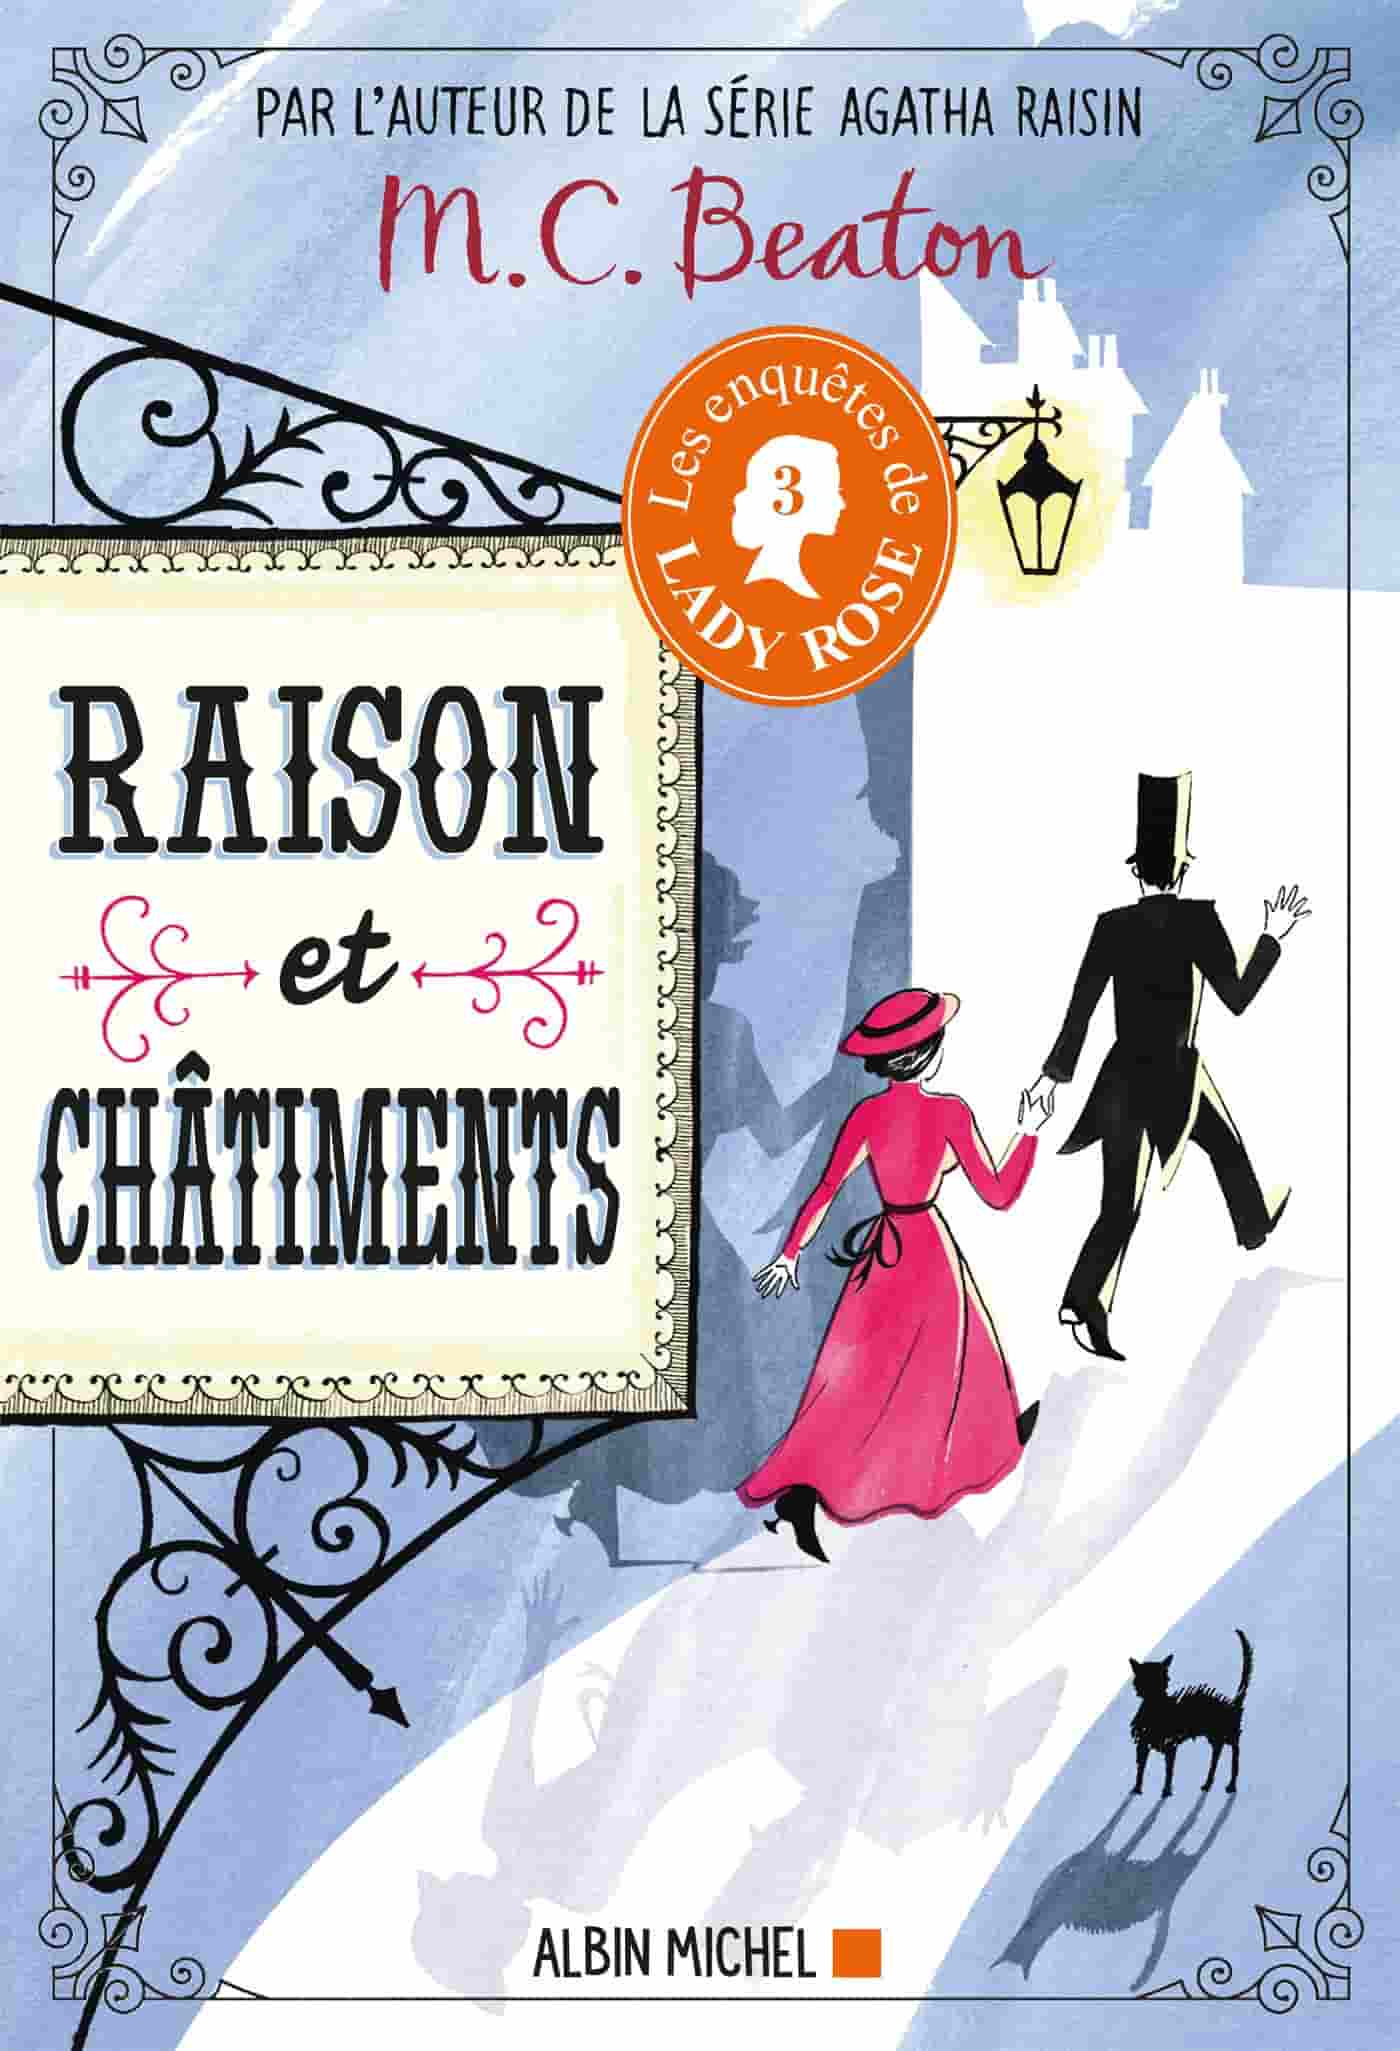 PAR L'AUTEUR DE LA SÉRIE AGATHA RAISIN
M.C. Beaton
Les enquêtes de
3
LADY ROSE
RAISON
et
CHÂTIMENTS
ALBIN MICHEL